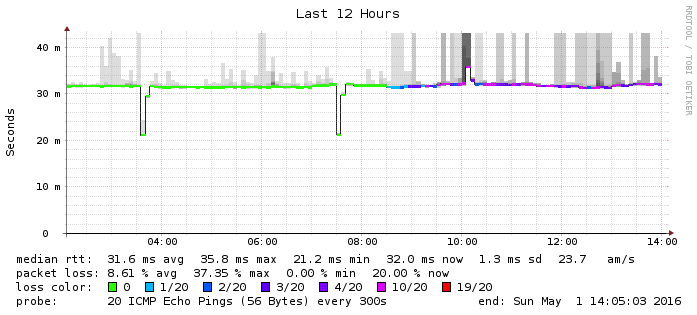 Last 12 Hours
RRDTOOL / TOBI OETIKER
Seconds
40 m
30 m
20 m
10 m
0
04:00 06:00 08:00 10:00 12:00 14:00
median rtt: 31.6 ms avg 35.8 ms max 21.2 ms min 32.0 ms now 1.3 ms sd 23.7 am/s
packet loss: 8.61 % avg 37.35 % max 0.00 % min 20.00 % now
loss color: 0 1/20 2/20 3/20 4/20 10/20 19/20
probe: 20 ICMP Echo Pings (56 Bytes) every 300s end: Sun May 1 14:05:03 2016